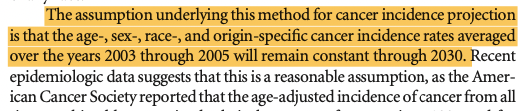 The assumption underlying this method for cancer incidence projection
is that the age-, sex-, race-, and origin-specific cancer incidence rates averaged
over the years 2003 through 2005 will remain constant through 2030. Recent
epidemiologic data suggests that this is a reasonable assumption, as the Amer-
ican Cancer Society reported that the age-adjusted incidence of cancer from all